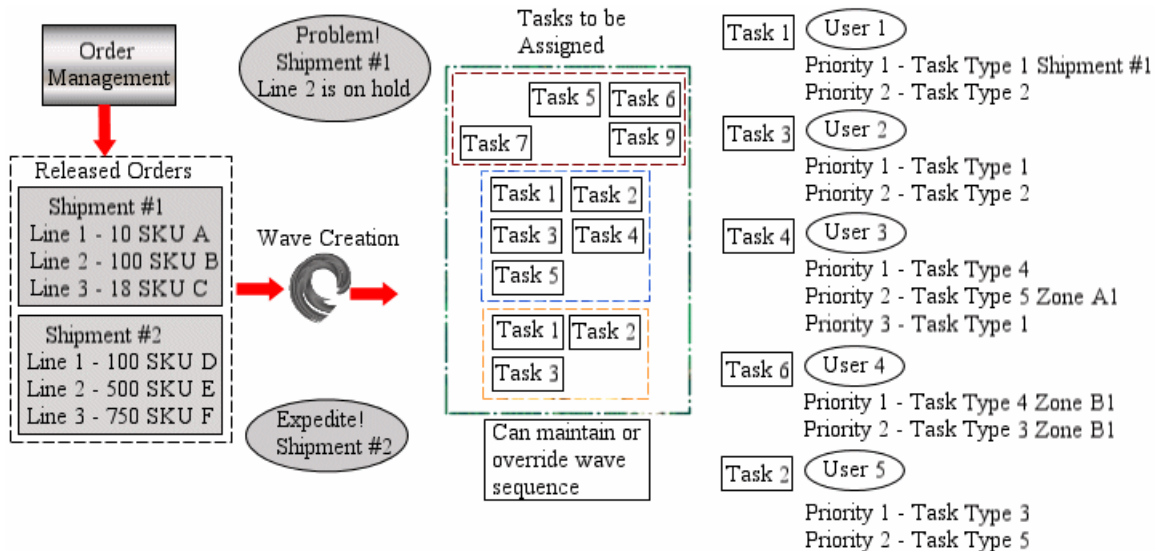 Order
Management
Released Orders
Shipment #1
Line 1 - 10 SKU A
Line 2 - 100 SKU B
Line 3 - 18 SKU C
Shipment #2
Line 1 - 100 SKU D
Line 2 - 500 SKU E
Line 3 - 750 SKU F
Problem!
Shipment #1
Line 2 is on hold
Wave Creation
Expedite!
Shipment #2
Tasks to be
Assigned
Task 5
Task 6
Task 7
Task 9
Task 1
Task 2
Task 3
Task 4
Task 5
Task 1
Task 2
Task 3
Can maintain or
override wave
sequence
Task 1
User 1
Priority 1 - Task Type 1 Shipment #1
Priority 2 - Task Type 2
Task 3
User 2
Priority 1 - Task Type 1
Priority 2 - Task Type 2
Task 4
User 3
Priority 1 - Task Type 4
Priority 2 - Task Type 5 Zone A1
Priority 3 - Task Type 1
Task 6
User 4
Priority 1 - Task Type 4 Zone B1
Priority 2 - Task Type 3 Zone B1
Task 2
User 5
Priority 1 - Task Type 3
Priority 2 - Task Type 5